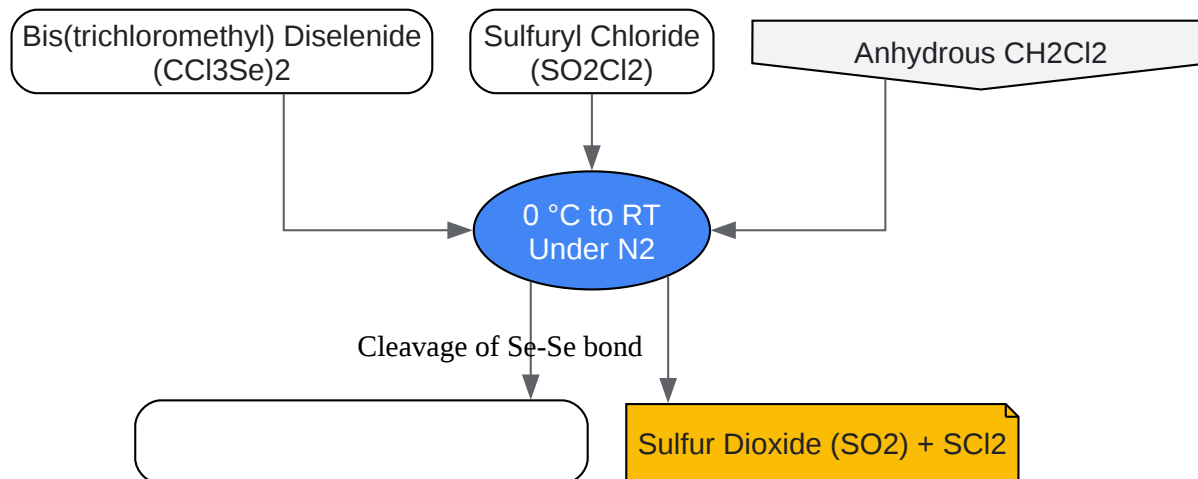 Bis(trichloromethyl) Diselenide
(CCl3Se)2
Sulfuryl Chloride
(SO2Cl2)
Anhydrous CH2Cl2
0 °C to RT
Under N2
Cleavage of Se-Se bond
Sulfur Dioxide (SO2) + SCl2